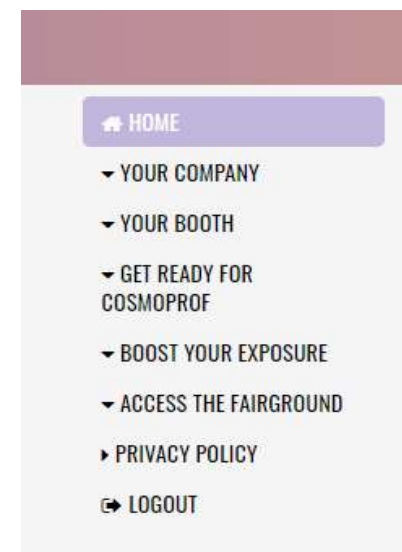 HOME
YOUR COMPANY
YOUR BOOTH
GET READY FOR
COSMOPROF
BOOST YOUR EXPOSURE
ACCESS THE FAIRGROUND
PRIVACY POLICY
LOGOUT